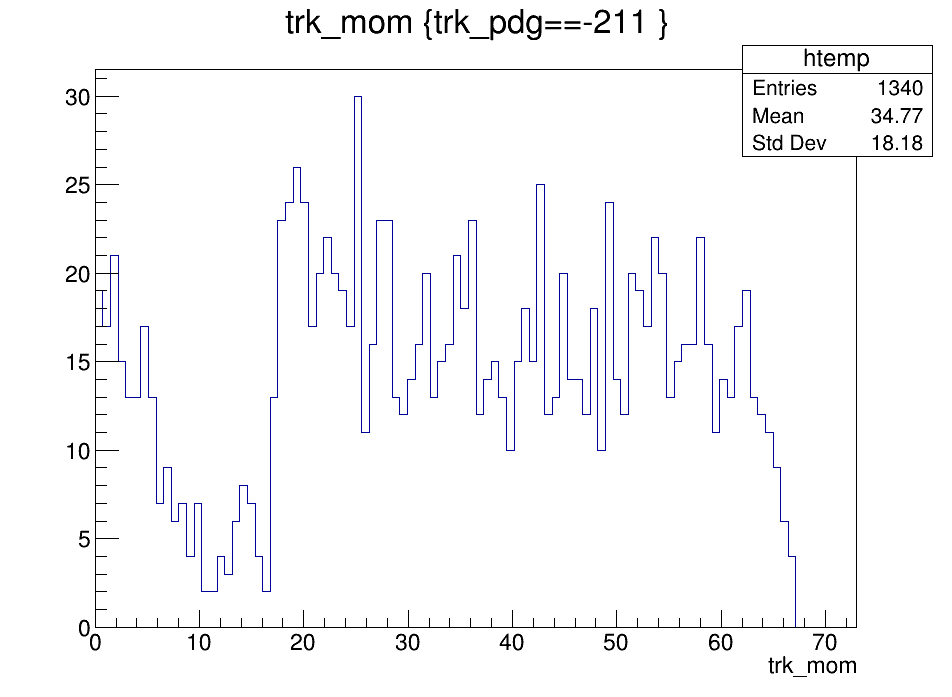 trk_mom {trk_pdg==-211 }
htemp
Entries 1340
Mean 34.77
Std Dev 18.18
30
25
20
15
10
5
0
0 10 20 30 40 50 60 70
trk_mom